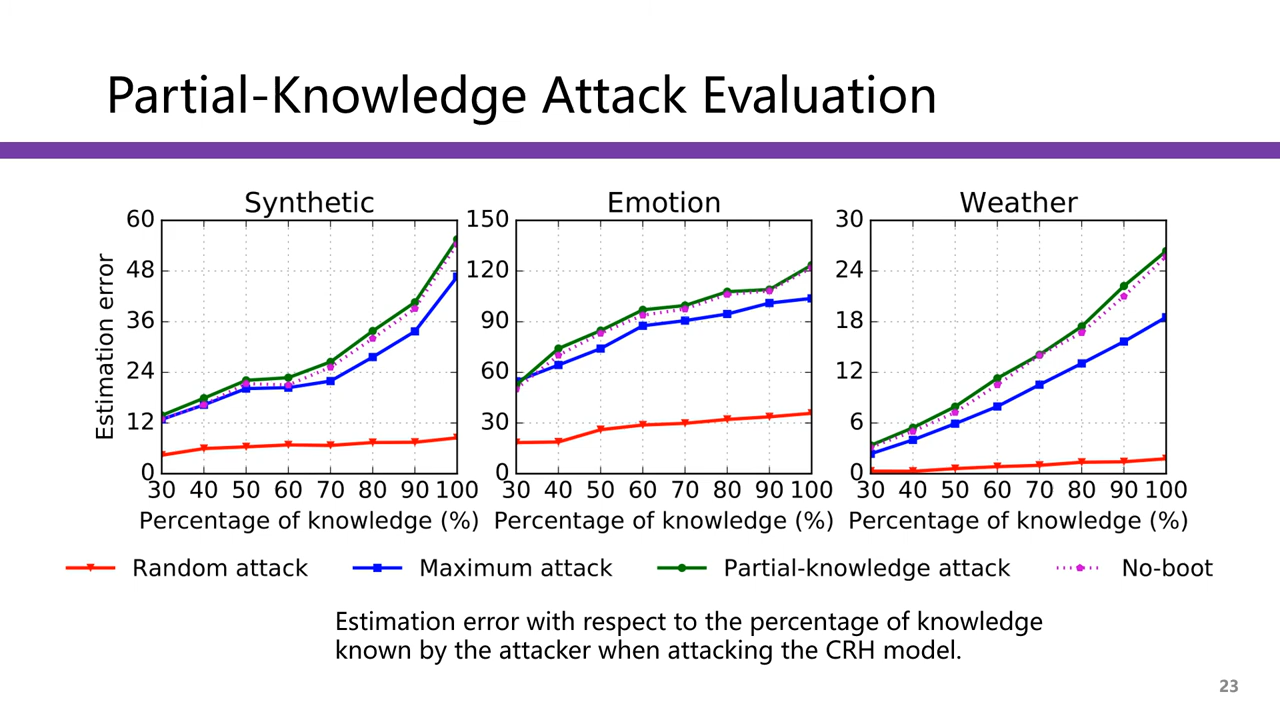 Partial-Knowledge Attack Evaluation
Synthetic
Emotion
Weather
Estimation error
60
48
36
24
12
0
30 40 50 60 70 80 90 100
Percentage of knowledge (%)
150
120
90
60
30
0
30 40 50 60 70 80 90 100
Percentage of knowledge (%)
30
24
18
12
6
0
30 40 50 60 70 80 90 100
Percentage of knowledge (%)
Random attack
Maximum attack
Partial-knowledge attack
No-boot
Estimation error with respect to the percentage of knowledge
known by the attacker when attacking the CRH model.
23